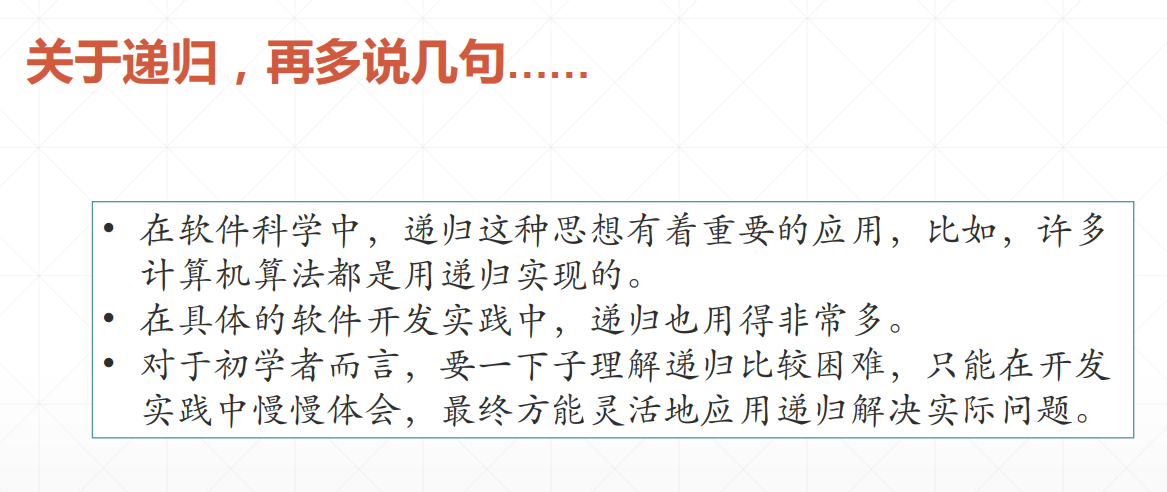 关于递归，再多说几句……
• 在软件科学中，递归这种思想有着重要的应用，比如，许多
计算机算法都是用递归实现的。
• 在具体的软件开发实践中，递归也用得非常多。
• 对于初学者而言，要一下子理解递归比较困难，只能在开发
实践中慢慢体会，最终方能灵活地应用递归解决实际问题。